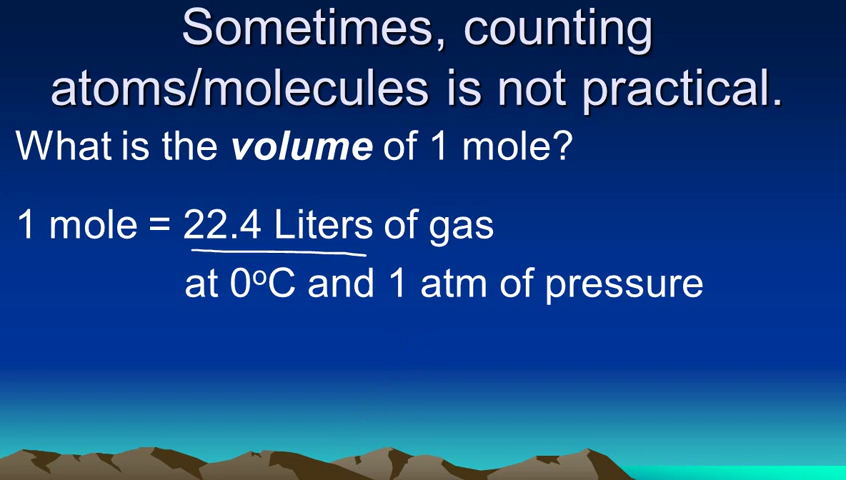 Sometimes, counting
atoms/molecules is not practical.
What is the volume of 1 mole?
1 mole = 22.4 Liters of gas
at 0ºC and 1 atm of pressure